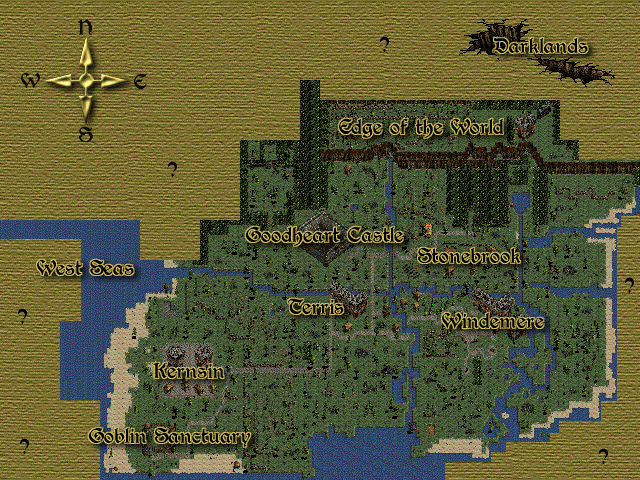 N
Darklands
?
W
E
S
Edge of the World
?
Goodheart Castle
Stonebrook
West Seas
?
Terris
?
Windemere
Kernsin
Goblin Sanctuary
?
?